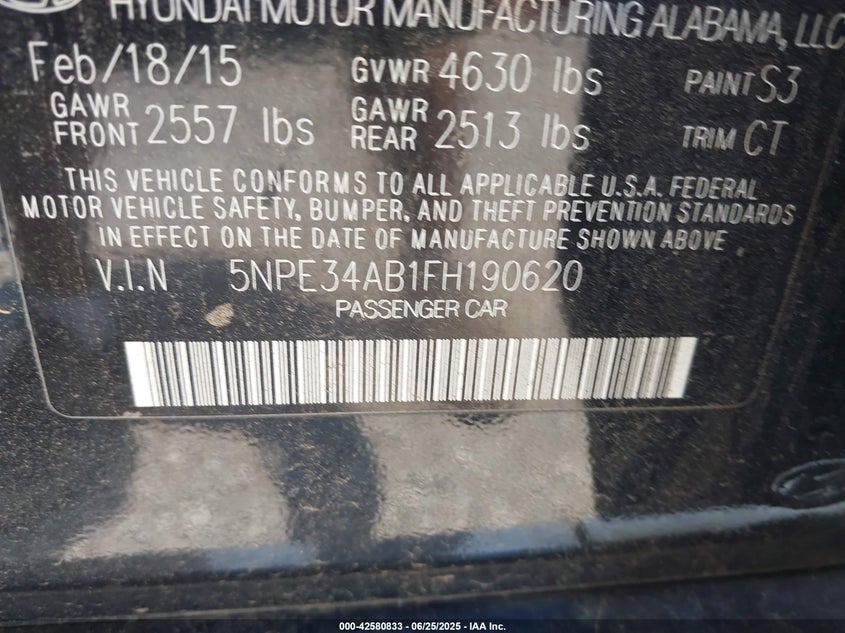 HYUNDAI MOTOR MANUFACTURING ALABAMA, LLC
Feb/18/15 GVWR 4630 lbs PAINT S3
GAWR FRONT 2557 lbs GAWR REAR 2513 lbs TRIM CT
THIS VEHICLE CONFORMS TO ALL APPLICABLE U.S.A. FEDERAL
MOTOR VEHICLE SAFETY, BUMPER, AND THEFT PREVENTION STANDARDS
IN EFFECT ON THE DATE OF MANUFACTURE SHOWN ABOVE
V.I.N 5NPE34AB1FH190620
PASSENGER CAR
000-42580833 - 06/25/2025 - IAA Inc.